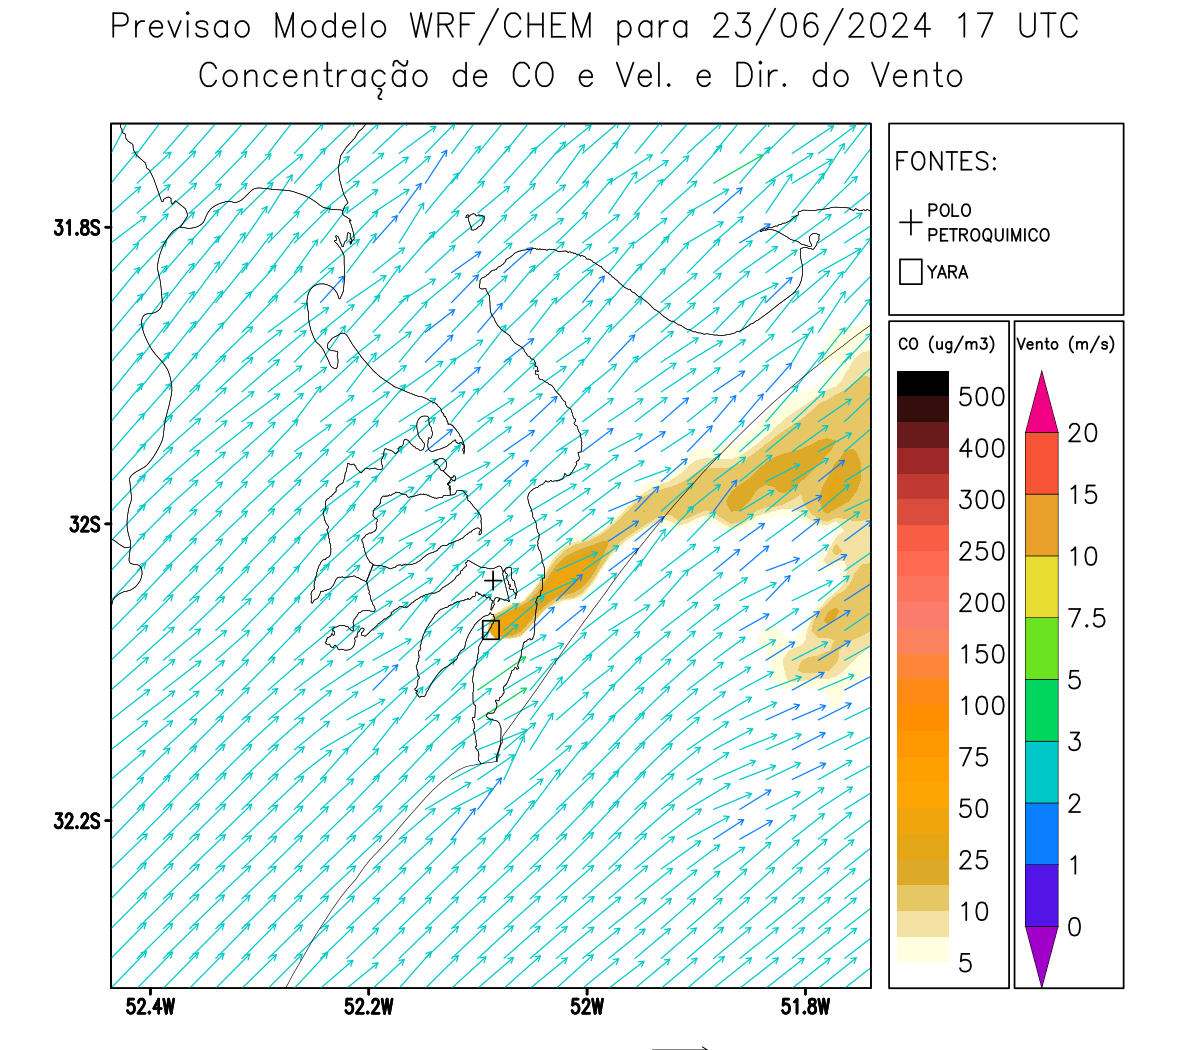 Previsao Modelo WRF/CHEM para 23/06/2024 17 UTC
Concentração de CO e Vel. e Dir. do Vento
FONTES:
POLO
PETROQUIMICO
YARA
31.8S
32S
32.2S
52.4W
52.2W
52W
51.8W
CO (ug/m3)
500
400
300
250
200
150
100
75
50
25
10
5
Vento (m/s)
20
15
10
7.5
5
3
2
1
0